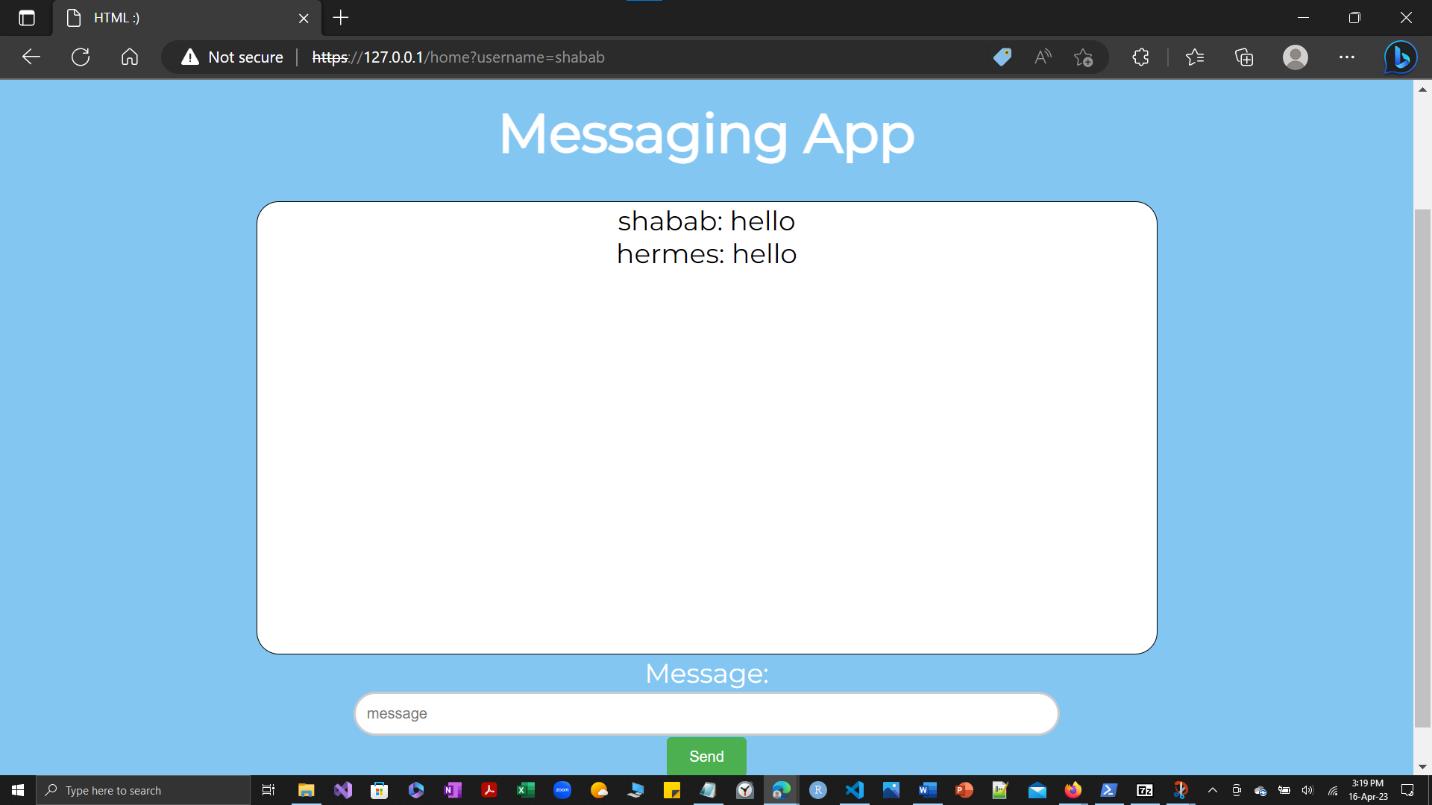 HTML :)
Not secure
https://127.0.0.1/home?username=shabab
Messaging App
shabab: hello
hermes: hello
Message:
message
Send
Type here to search
zoom
3:19 PM
16-Apr-23